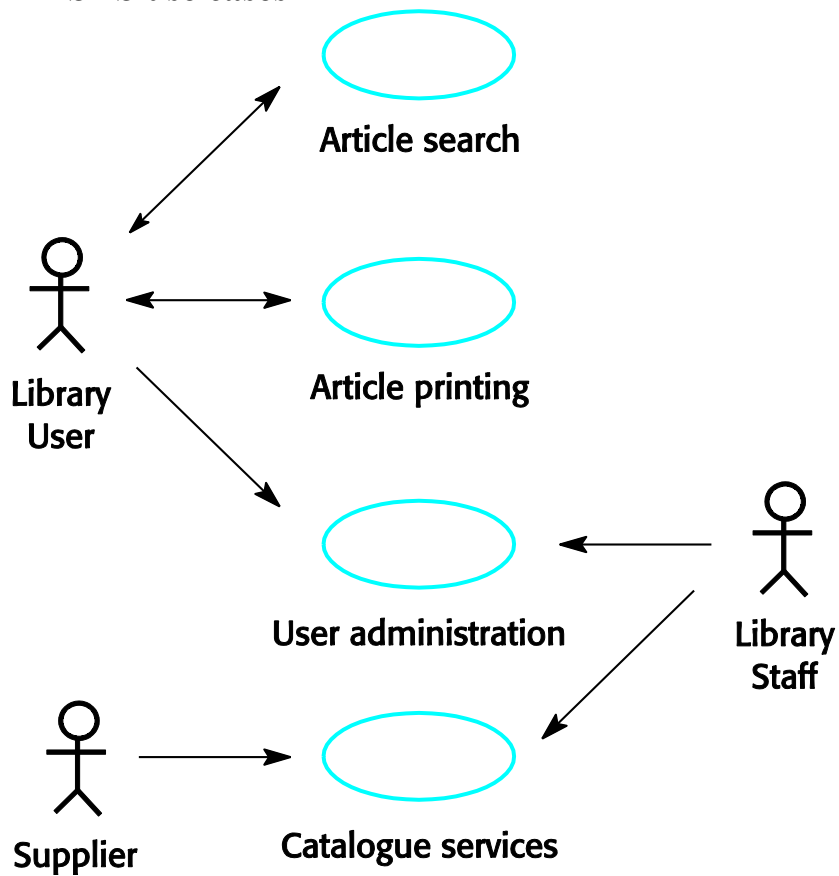 Article search
Article printing
Library
User
User administration
Library
Staff
Catalogue services
Supplier